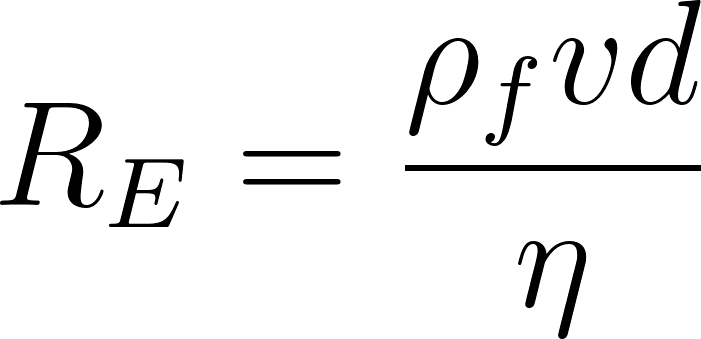 R_E = \frac{\rho_f v d}{\eta}